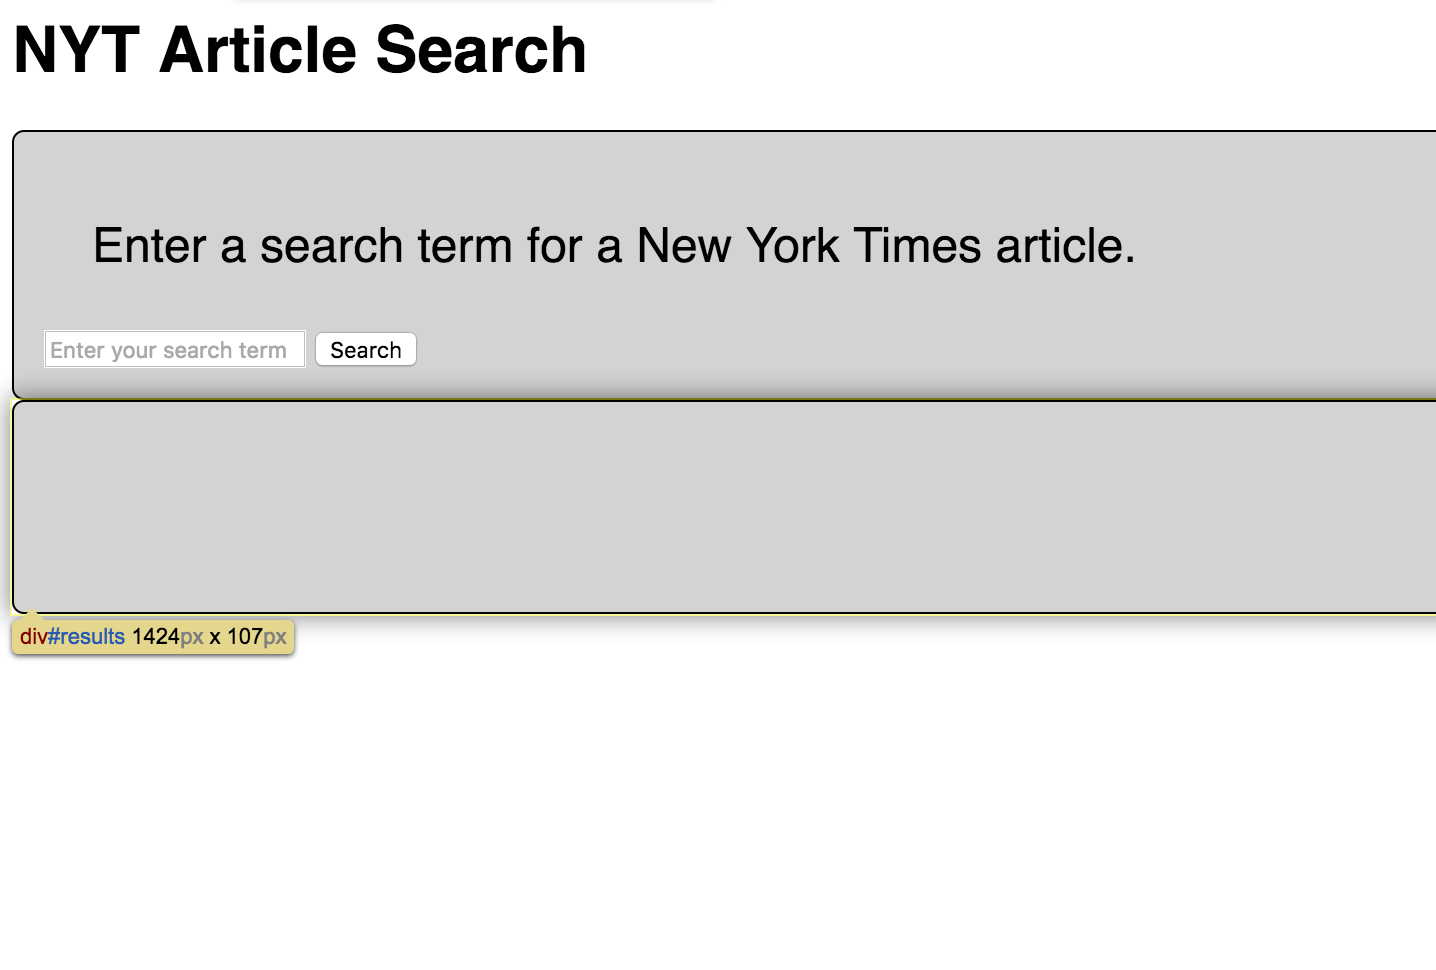 NYT Article Search
Enter a search term for a New York Times article.
Enter your search term Search
div#results 1424px x 107px